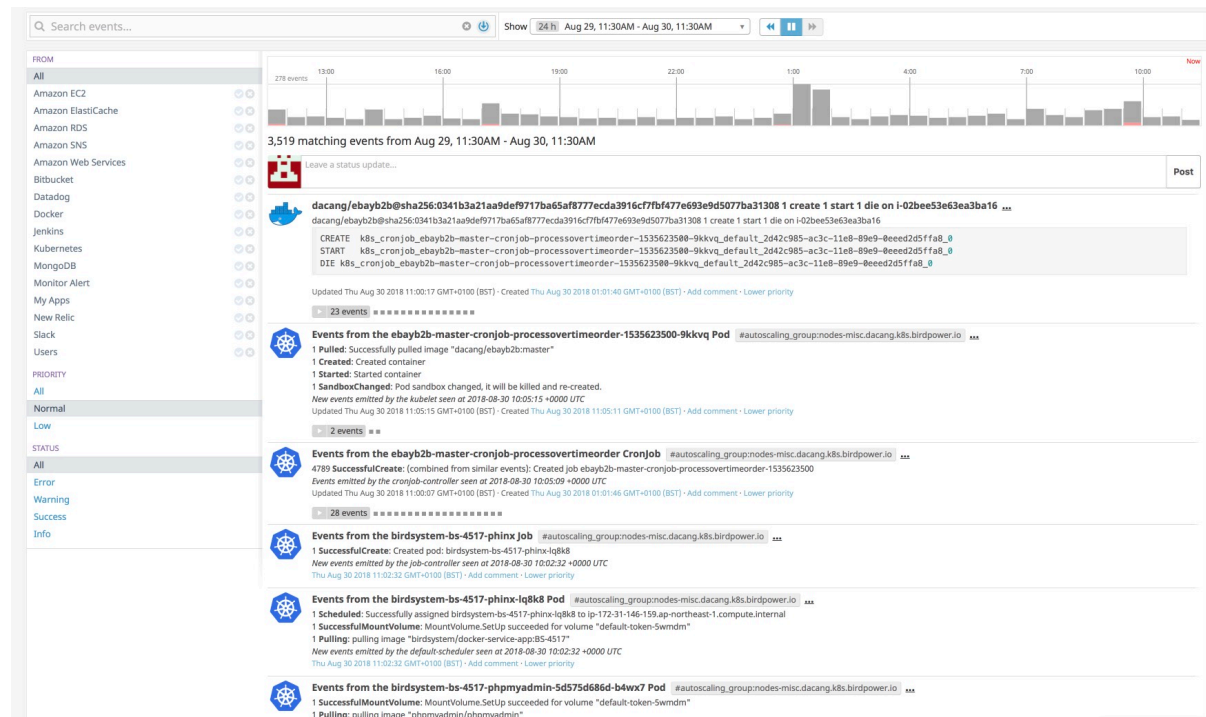 Search events...
Show 24 h Aug 29, 11:30AM - Aug 30, 11:30AM
FROM
All
Amazon EC2
Amazon ElastiCache
Amazon RDS
Amazon SNS
Amazon Web Services
Bitbucket
Datadog
Docker
Jenkins
Kubernetes
MongoDB
Monitor Alert
My Apps
New Relic
Slack
Users
PRIORITY
All
Normal
Low
STATUS
All
Error
Warning
Success
Info
Now
278 events 13:00 16:00 19:00 22:00 1:00 4:00 7:00 10:00
3,519 matching events from Aug 29, 11:30AM - Aug 30, 11:30AM
Leave a status update...
Post
dacang/ebayb2b@sha256:0341b3a21aa9def9717ba65af8777ecda3916cf7fbf477e693e9d5077ba31308 1 create 1 start 1 die on i-02bee53e63ea3ba16 ...
dacang/ebayb2b@sha256:0341b3a21aa9def9717ba65af8777ecda3916cf7fbf477e693e9d5077ba31308 1 create 1 start 1 die on i-02bee53e63ea3ba16
CREATE k8s_cronjob_ebayb2b-master-cronjob-processovertimeorder-1535623500-9kkvq_default_2d42c985-ac3c-11e8-89e9-0eeed2d5ffa8_0
START k8s_cronjob_ebayb2b-master-cronjob-processovertimeorder-1535623500-9kkvq_default_2d42c985-ac3c-11e8-89e9-0eeed2d5ffa8_0
DIE k8s_cronjob_ebayb2b-master-cronjob-processovertimeorder-1535623500-9kkvq_default_2d42c985-ac3c-11e8-89e9-0eeed2d5ffa8_0
Updated Thu Aug 30 2018 11:00:17 GMT+0100 (BST) · Created Thu Aug 30 2018 01:01:40 GMT+0100 (BST) · Add comment · Lower priority
23 events
Events from the ebayb2b-master-cronjob-processovertimeorder-1535623500-9kkvq Pod #autoscaling_group:nodes-misc.dacang.k8s.birdpower.io ...
1 Pulled: Successfully pulled image "dacang/ebayb2b:master"
1 Created: Created container
1 Started: Started container
1 SandboxChanged: Pod sandbox changed, it will be killed and re-created.
New events emitted by the kubelet seen at 2018-08-30 10:05:15 +0000 UTC
Updated Thu Aug 30 2018 11:05:15 GMT+0100 (BST) · Created Thu Aug 30 2018 11:05:11 GMT+0100 (BST) · Add comment · Lower priority
2 events
Events from the ebayb2b-master-cronjob-processovertimeorder CronJob #autoscaling_group:nodes-misc.dacang.k8s.birdpower.io ...
4789 SuccessfulCreate: (combined from similar events): Created job ebayb2b-master-cronjob-processovertimeorder-1535623500
Events emitted by the cronjob-controller seen at 2018-08-30 10:05:09 +0000 UTC
Updated Thu Aug 30 2018 11:00:07 GMT+0100 (BST) · Created Thu Aug 30 2018 01:01:46 GMT+0100 (BST) · Add comment · Lower priority
28 events
Events from the birdsystem-bs-4517-phinx Job #autoscaling_group:nodes-misc.dacang.k8s.birdpower.io ...
1 SuccessfulCreate: Created pod: birdsystem-bs-4517-phinx-lq8k8
New events emitted by the job-controller seen at 2018-08-30 10:02:32 +0000 UTC
Thu Aug 30 2018 11:02:32 GMT+0100 (BST) · Add comment · Lower priority
Events from the birdsystem-bs-4517-phinx-lq8k8 Pod #autoscaling_group:nodes-misc.dacang.k8s.birdpower.io ...
1 Scheduled: Successfully assigned birdsystem-bs-4517-phinx-lq8k8 to ip-172-31-146-159.ap-northeast-1.compute.internal
1 SuccessfulMountVolume: MountVolume.SetUp succeeded for volume "default-token-5wmdm"
1 Pulling: pulling image "birdsystem/docker-service-app:BS-4517"
New events emitted by the default-scheduler seen at 2018-08-30 10:02:32 +0000 UTC
Thu Aug 30 2018 11:02:32 GMT+0100 (BST) · Add comment · Lower priority
Events from the birdsystem-bs-4517-phpmyadmin-5d575d686d-b4wx7 Pod #autoscaling_group:nodes-misc.dacang.k8s.birdpower.io ...
1 SuccessfulMountVolume: MountVolume.SetUp succeeded for volume "default-token-5wmdm"
1 Pulling: pulling image "phpmyadmin/phpmyadmin"